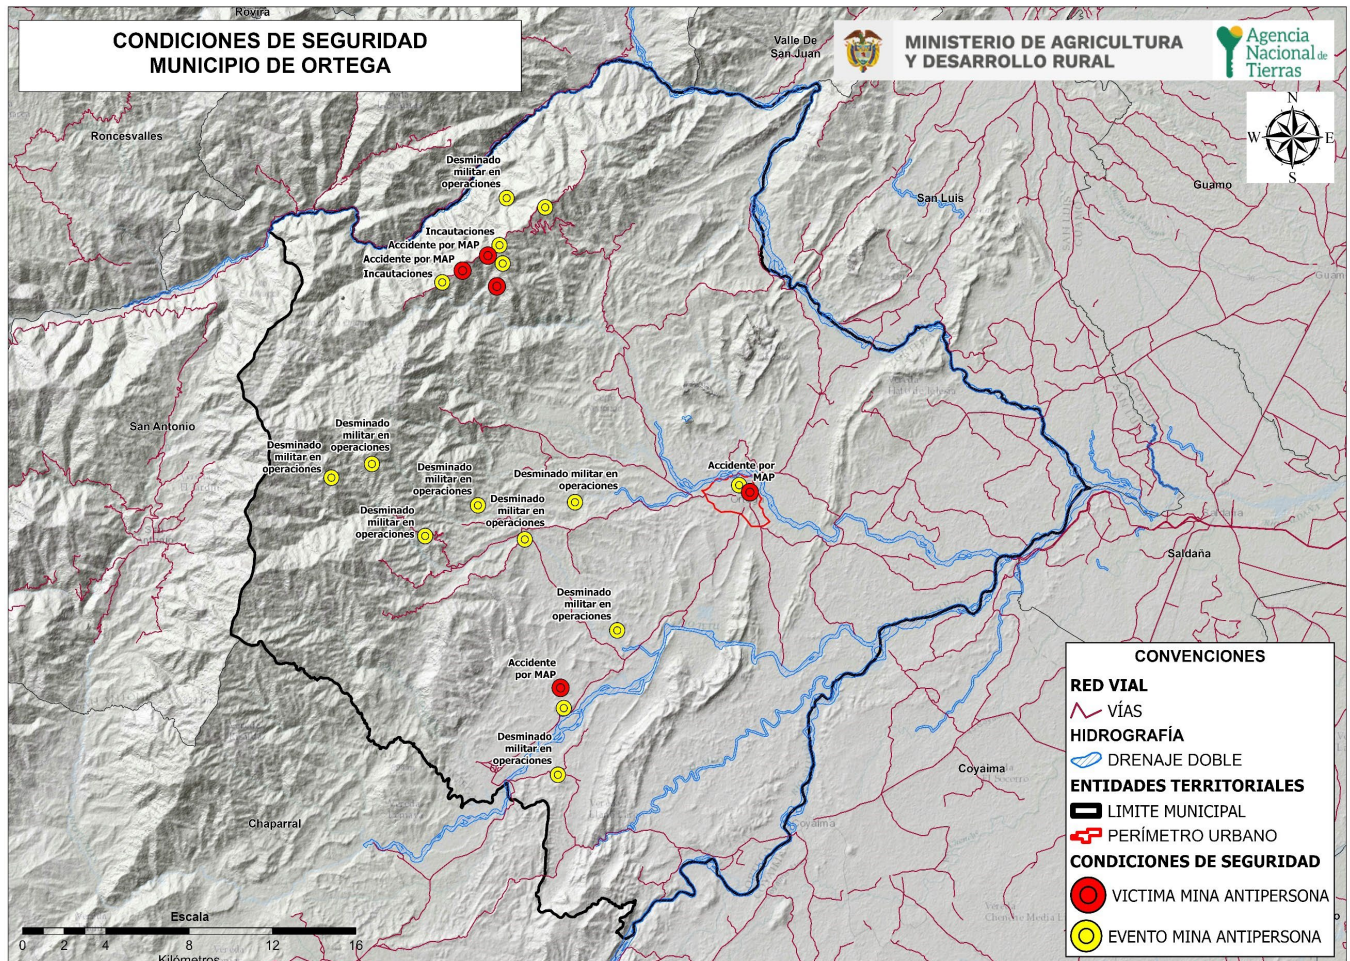 CONDICIONES DE SEGURIDAD
MUNICIPIO DE ORTEGA
Rovira
Valle De
San Juan
MINISTERIO DE AGRICULTURA
Y DESARROLLO RURAL
Agencia
Nacional de
Tierras
N
W
E
S
Roncesvalles
San Luis
Guamo
Guam
Desminado
militar en
operaciones
Incautaciones
Accidente por MAP
Accidente por MAP
Incautaciones
San Antonio
Desminado
militar en
operaciones
Desminado
militar en
operaciones
Desminado
militar en
operaciones
Desminado militar en
operaciones
Desminado
militar en
operaciones
Desminado
militar en
operaciones
Accidente por
MAP
Saldaña
Saldaña
Desminado
militar en
operaciones
Accidente
por MAP
Desminado
militar en
operaciones
Coyaima
Coyaima
Chaparral
CONVENCIONES
RED VIAL
VÍAS
HIDROGRAFÍA
DRENAJE DOBLE
ENTIDADES TERRITORIALES
LIMITE MUNICIPAL
PERÍMETRO URBANO
CONDICIONES DE SEGURIDAD
VICTIMA MINA ANTIPERSONA
EVENTO MINA ANTIPERSONA
Escala
0 2 4 8 12 16
Kilómetros